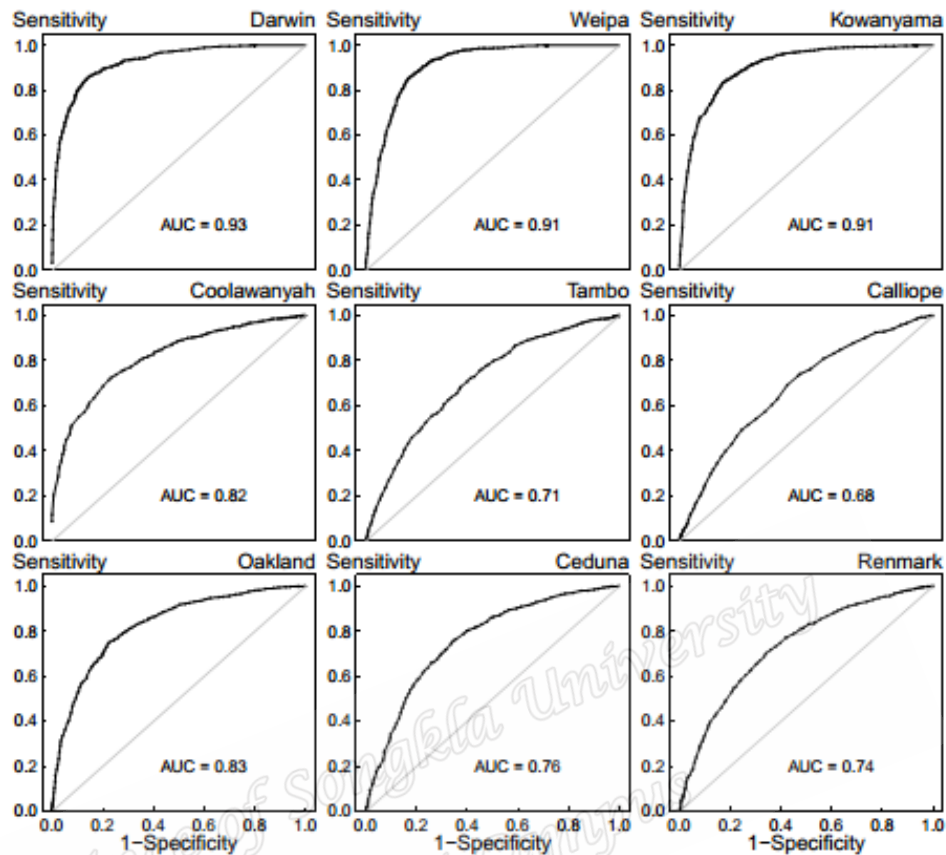 Sensitivity Darwin Sensitivity Weipa Sensitivity Kowanyama
1.0 1.0 1.0
0.8 0.8 0.8
0.6 0.6 0.6
0.4 0.4 0.4
0.2 AUC = 0.93 0.2 AUC = 0.91 0.2 AUC = 0.91
0.0 0.0 0.0
Sensitivity Coolawanyah Sensitivity Tambo Sensitivity Calliope
1.0 1.0 1.0
0.8 0.8 0.8
0.6 0.6 0.6
0.4 0.4 0.4
0.2 AUC = 0.82 0.2 AUC = 0.71 0.2 AUC = 0.68
0.0 0.0 0.0
Sensitivity Oakland Sensitivity Ceduna Sensitivity Renmark
1.0 1.0 1.0
0.8 0.8 0.8
0.6 0.6 0.6
0.4 0.4 0.4
0.2 AUC = 0.83 0.2 AUC = 0.76 0.2 AUC = 0.74
0.0 0.0 0.0
0.0 0.2 0.4 0.6 0.8 1.0 0.0 0.2 0.4 0.6 0.8 1.0 0.0 0.2 0.4 0.6 0.8 1.0
1−Specificity 1−Specificity 1−Specificity
of Songkla University